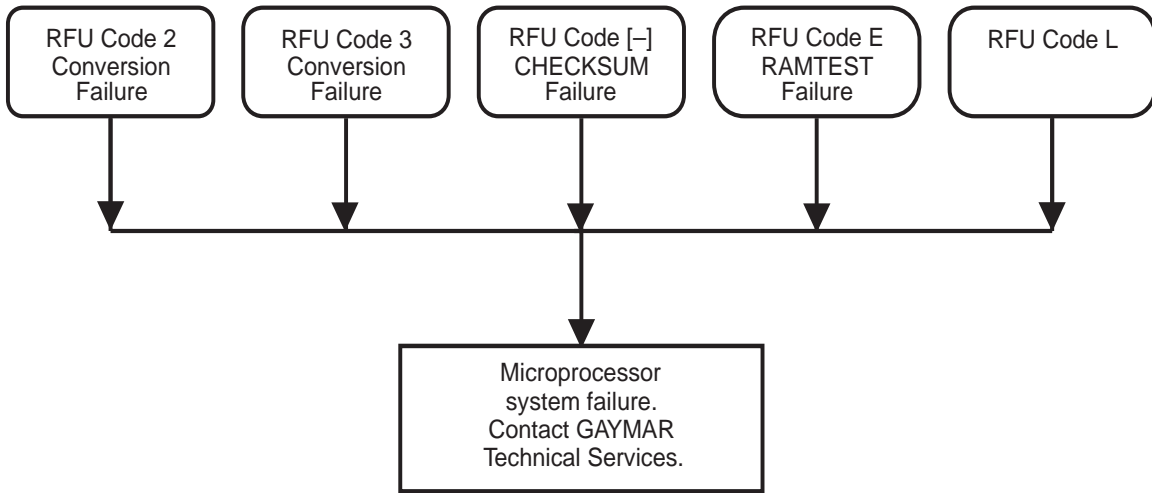 RFU Code 2
Conversion
Failure
RFU Code 3
Conversion
Failure
RFU Code [–]
CHECKSUM
Failure
RFU Code E
RAMTEST
Failure
RFU Code L
Microprocessor
system failure.
Contact GAYMAR
Technical Services.